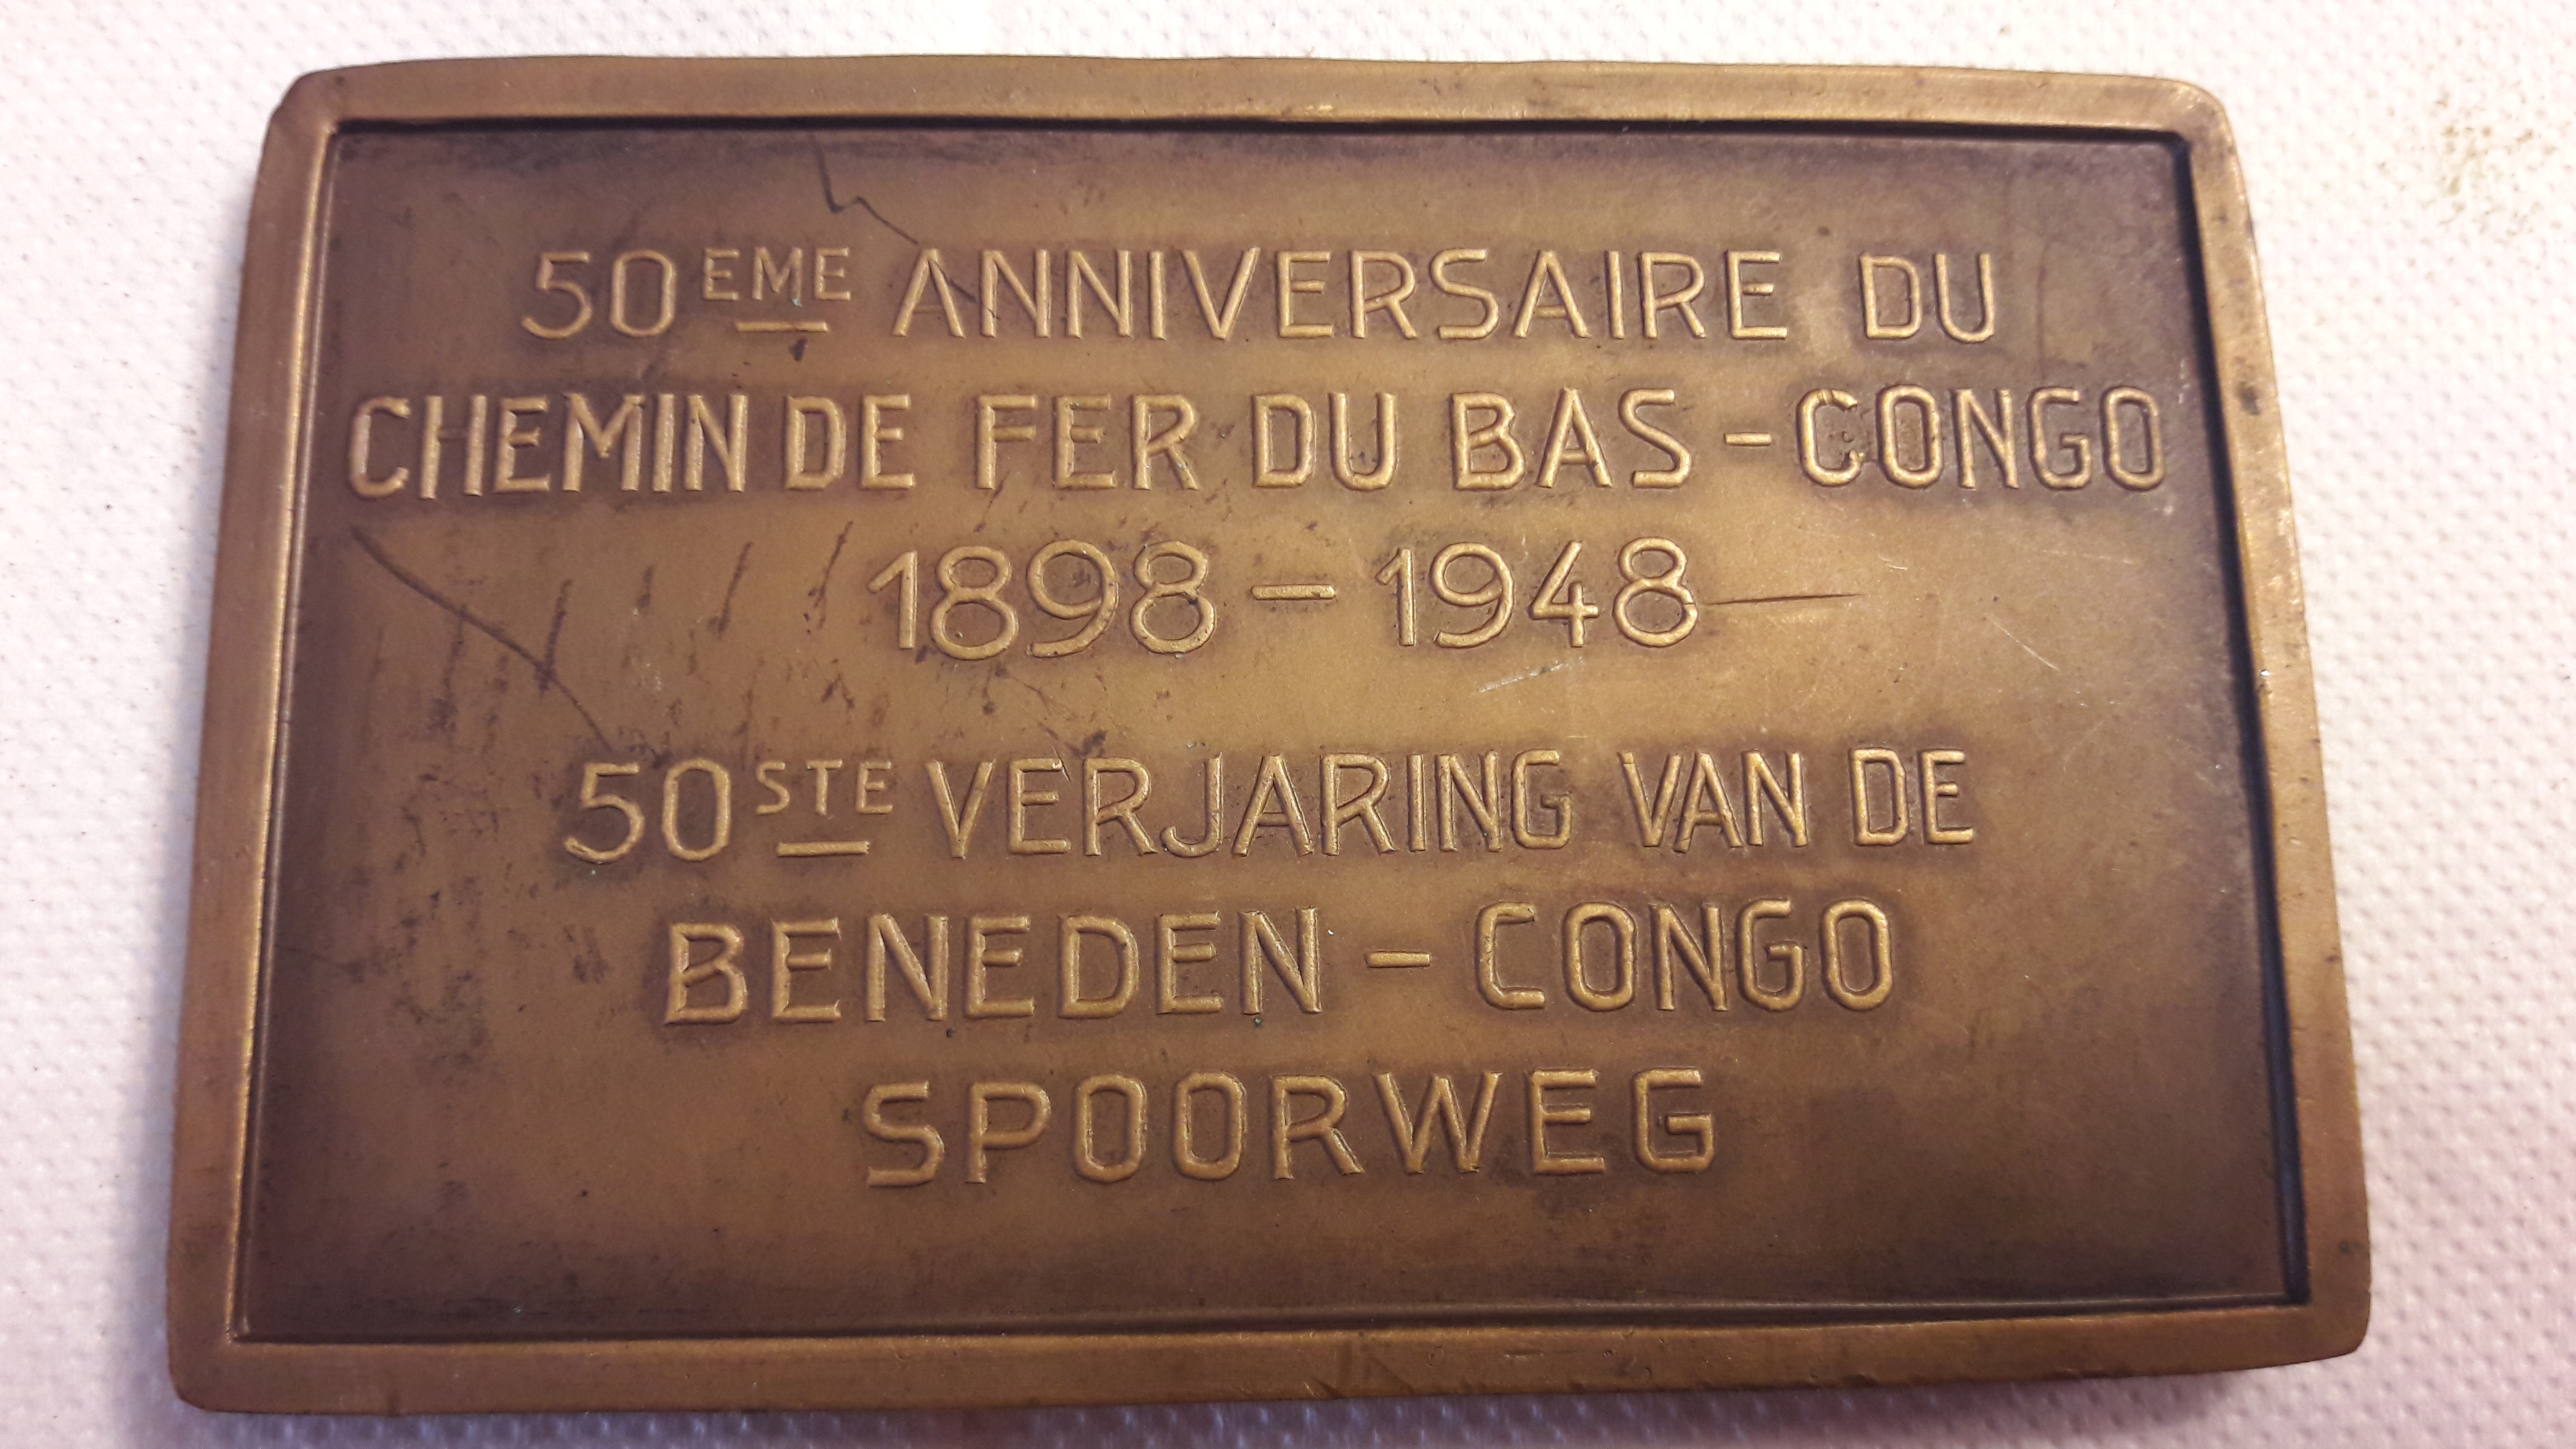 50EME ANNIVERSAIRE DU
CHEMIN DE FER DU BAS-CONGO
1898-1948
50STE VERJARING VAN DE
BENEDEN-CONGO
SPOORWEG